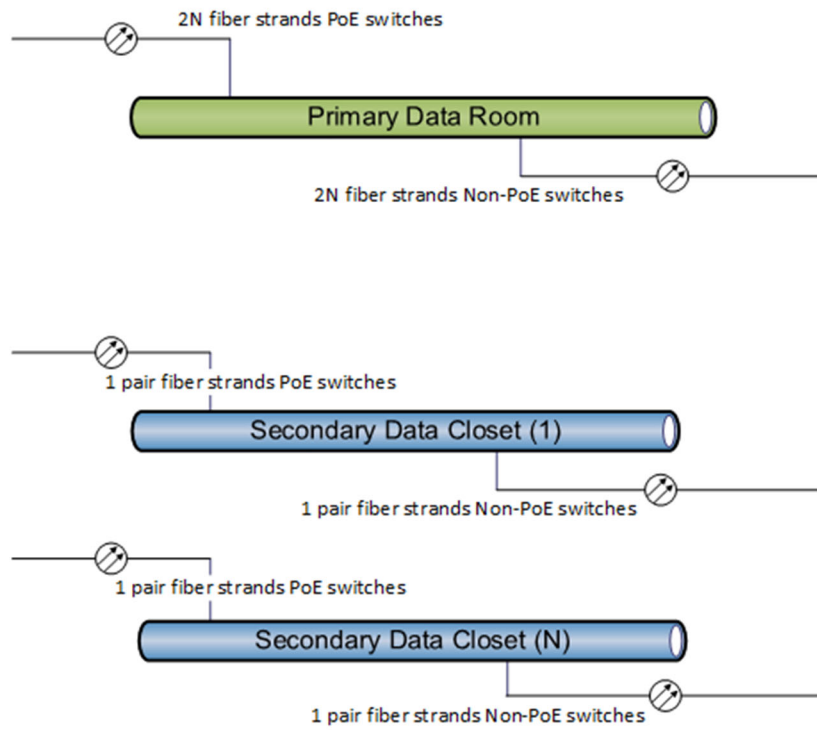 2N fiber strands PoE switches
Primary Data Room
2N fiber strands Non-PoE switches
1 pair fiber strands PoE switches
Secondary Data Closet (1)
1 pair fiber strands Non-PoE switches
1 pair fiber strands PoE switches
Secondary Data Closet (N)
1 pair fiber strands Non-PoE switches